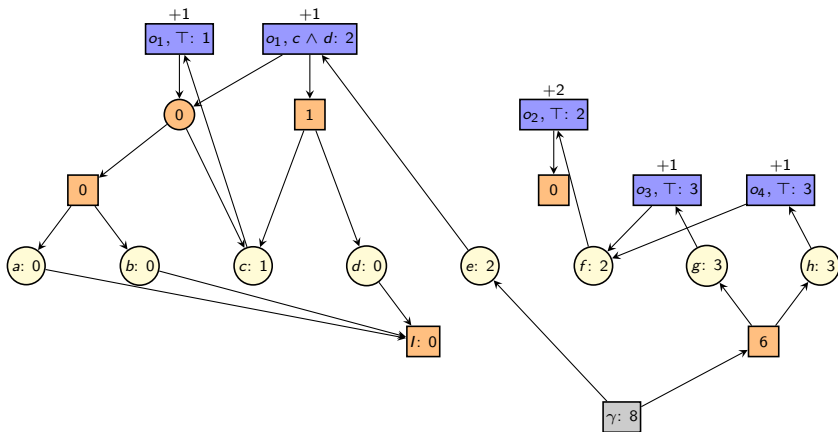 +1 +1
o₁, ⊤: 1 o₁, c ∧ d: 2
+2
0 1 o₂, ⊤: 2
+1 +1
0 0 o₃, ⊤: 3 o₄, ⊤: 3
a: 0 b: 0 c: 1 d: 0 e: 2 f: 2 g: 3 h: 3
I: 0 6
γ: 8